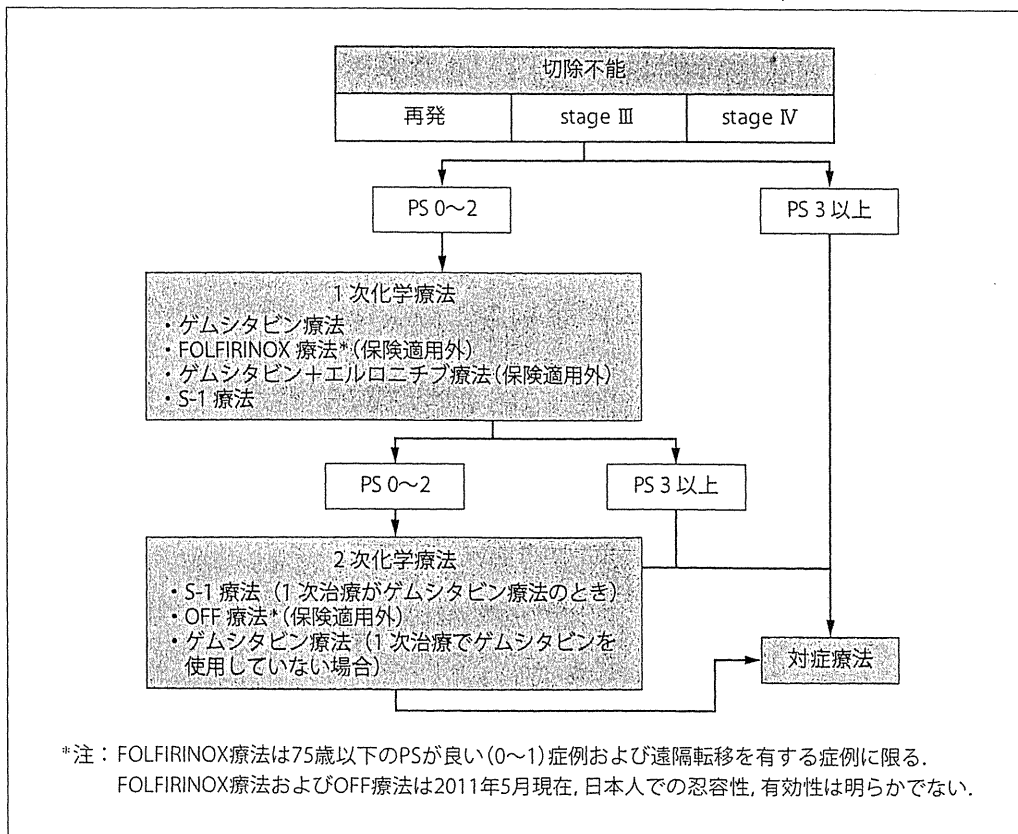 切除不能
再発
stage Ⅲ
stage Ⅳ
PS 0〜2
PS 3 以上
1 次化学療法
・ゲムシタビン療法
・FOLFIRINOX 療法*(保険適用外)
・ゲムシタビン＋エルロニチブ療法(保険適用外)
・S-1 療法
PS 0〜2
PS 3 以上
2 次化学療法
・S-1 療法（1 次治療がゲムシタビン療法のとき）
・OFF 療法*(保険適用外)
・ゲムシタビン療法（1 次治療でゲムシタビンを
使用していない場合）
対症療法
*注：FOLFIRINOX療法は75歳以下のPSが良い(0〜1)症例および遠隔転移を有する症例に限る.
FOLFIRINOX療法およびOFF療法は2011年5月現在, 日本人での忍容性, 有効性は明らかでない.